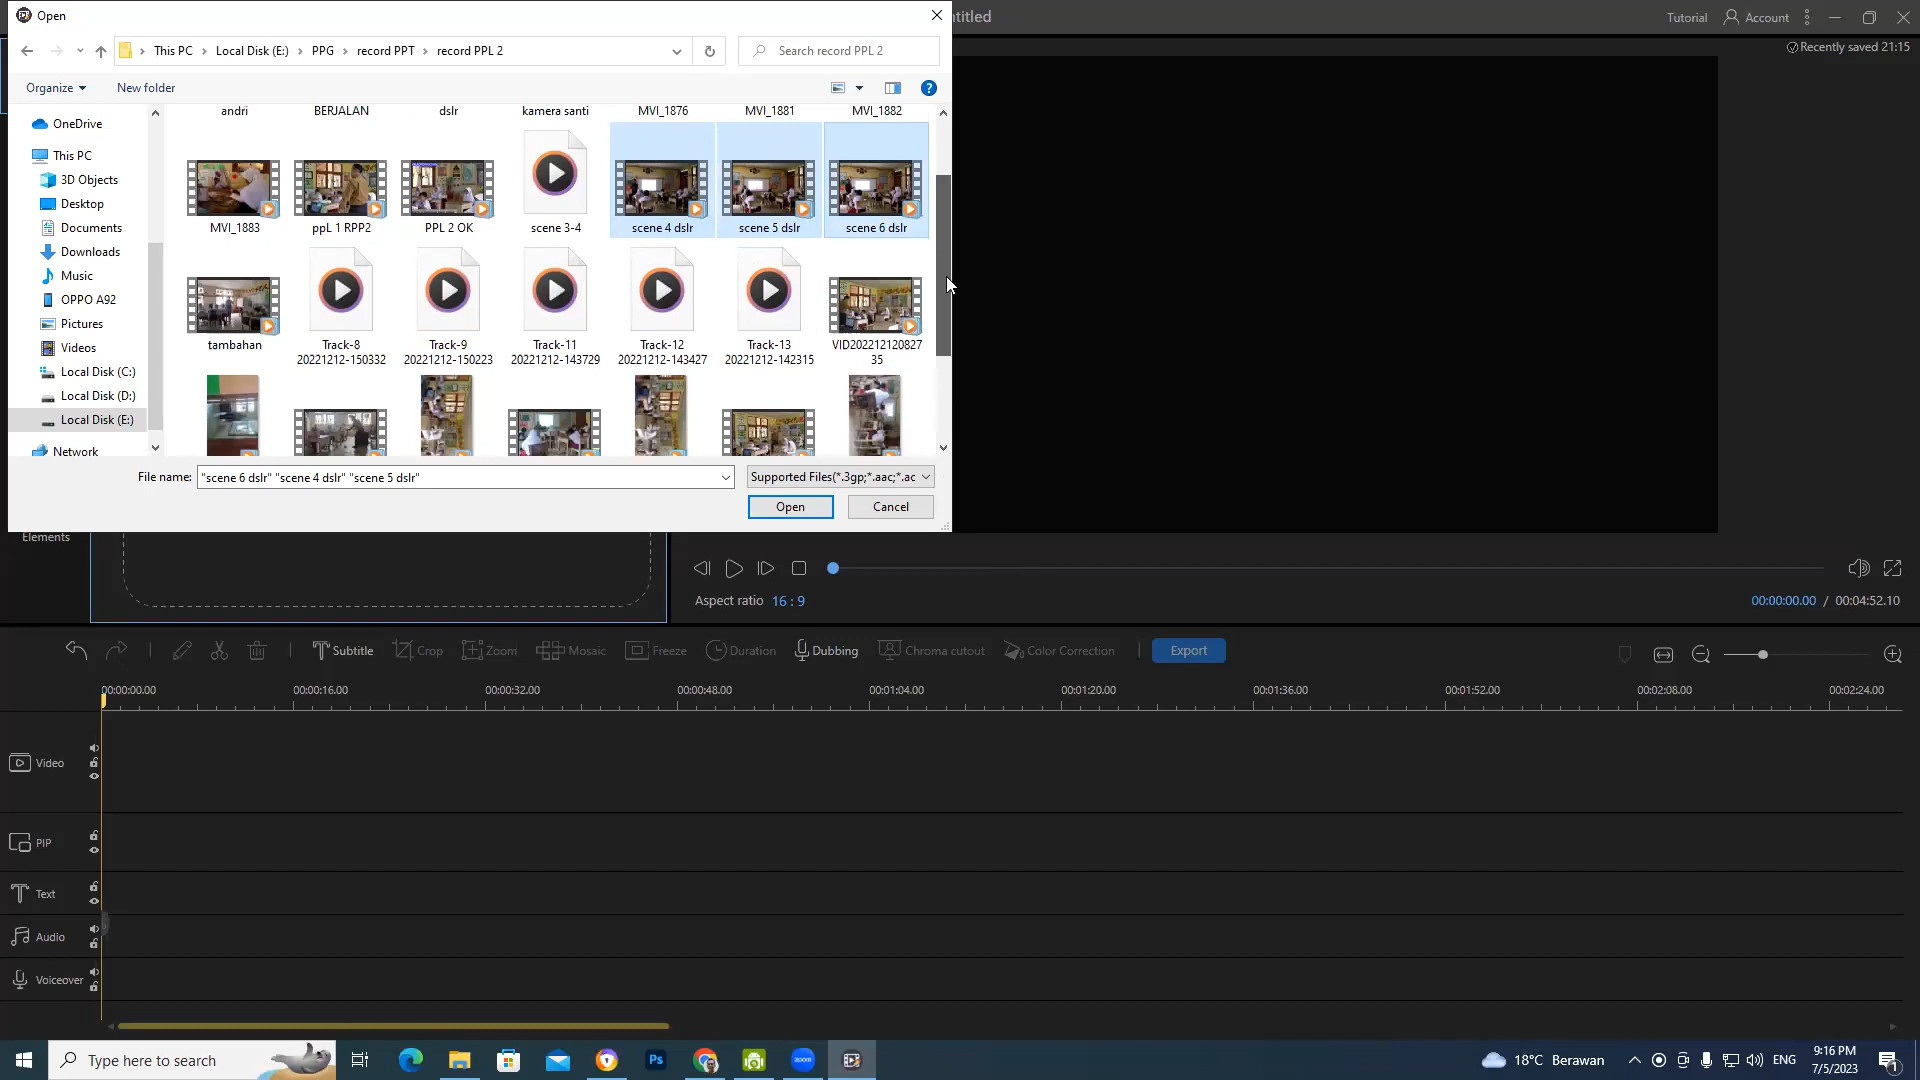 Open
ntitled
Tutorial
Account
Recently saved 21:15
This PC > Local Disk (E:) > PPG > record PPT > record PPL 2
Search record PPL 2
Organize
New folder
OneDrive
This PC
3D Objects
Desktop
Documents
Downloads
Music
OPPO A92
Pictures
Videos
Local Disk (C:)
Local Disk (D:)
Local Disk (E:)
Network
andri
BERJALAN
dslr
kamera santi
MVI_1876
MVI_1881
MVI_1882
MVI_1883
ppL 1 RPP2
PPL 2 OK
scene 3-4
scene 4 dslr
scene 5 dslr
scene 6 dslr
tambahan
Track-8
20221212-150332
Track-9
20221212-150223
Track-11
20221212-143729
Track-12
20221212-143427
Track-13
20221212-142315
VID202212120827
35
File name:
"scene 6 dslr" "scene 4 dslr" "scene 5 dslr"
Supported Files(*.3gp;*.aac;*.ac
Open
Cancel
Elements
Aspect ratio
16 : 9
00:00:00.00 / 00:04:52.10
Subtitle
Crop
Zoom
Mosaic
Freeze
Duration
Dubbing
Chroma cutout
Color Correction
Export
00:00:00.00
00:00:16.00
00:00:32.00
00:00:48.00
00:01:04.00
00:01:20.00
00:01:36.00
00:01:52.00
00:02:08.00
00:02:24.00
Video
PIP
Text
Audio
Voiceover
Type here to search
Ps
zoom
18°C Berawan
ENG
9:16 PM
7/5/2023
1